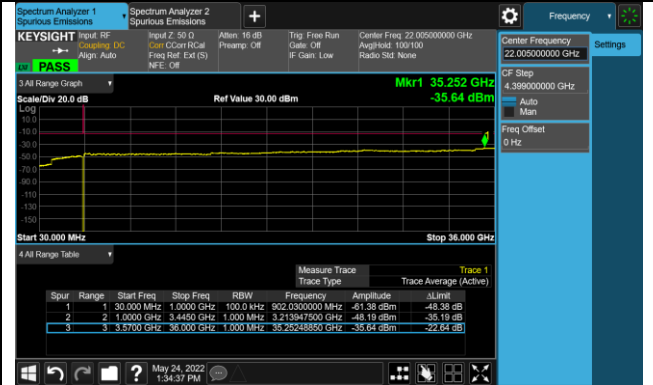 Spectrum Analyzer 1
Spurious Emissions
Spectrum Analyzer 2
Spurious Emissions
Frequency
KEYSIGHT
Input: RF
Coupling: DC
Align: Auto
Input Z: 50 Ω
Corr CCorr RCal
Freq Ref: Ext (S)
NFE: Off
Atten: 16 dB
Preamp: Off
Trig: Free Run
Gate: Off
IF Gain: Low
Center Freq: 22.005000000 GHz
Avg|Hold: 100/100
Radio Std: None
PASS
Center Frequency
22.005000000 GHz
Settings
CF Step
4.399000000 GHz
Auto
Man
Freq Offset
0 Hz
3 All Range Graph
Mkr1 35.252 GHz
-35.64 dBm
Scale/Div 20.0 dB
Ref Value 30.00 dBm
Log
10.0
-10.0
-30.0
-50.0
-70.0
-90.0
-110
-130
-150
1
Start 30.000 MHz
Stop 36.000 GHz
4 All Range Table
Measure Trace Trace 1
Trace Type Trace Average (Active)
Spur Range Start Freq Stop Freq RBW Frequency Amplitude ΔLimit
1 1 30.000 MHz 1.0000 GHz 100.0 kHz 902.0300000 MHz -61.38 dBm -48.38 dB
2 2 1.0000 GHz 3.4450 GHz 1.000 MHz 3.213947500 GHz -48.19 dBm -35.19 dB
3 3 3.5700 GHz 36.000 GHz 1.000 MHz 35.25248850 GHz -35.64 dBm -22.64 dB
May 24, 2022
1:34:37 PM